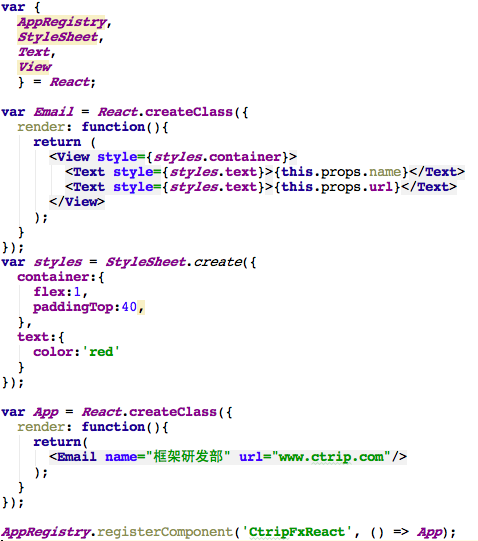 var {
  AppRegistry,
  StyleSheet,
  Text,
  View
  } = React;

var Email = React.createClass({
  render: function(){
    return (
      <View style={styles.container}>
        <Text style={styles.text}>{this.props.name}</Text>
        <Text style={styles.text}>{this.props.url}</Text>
      </View>
    );
  }
});
var styles = StyleSheet.create({
  container:{
    flex:1,
    paddingTop:40,
  },
  text:{
    color:'red'
  }
});

var App = React.createClass({
  render: function(){
    return(
      <Email name="框架研发部" url="www.ctrip.com"/>
    );
  }
});

AppRegistry.registerComponent('CtripFxReact', () => App);